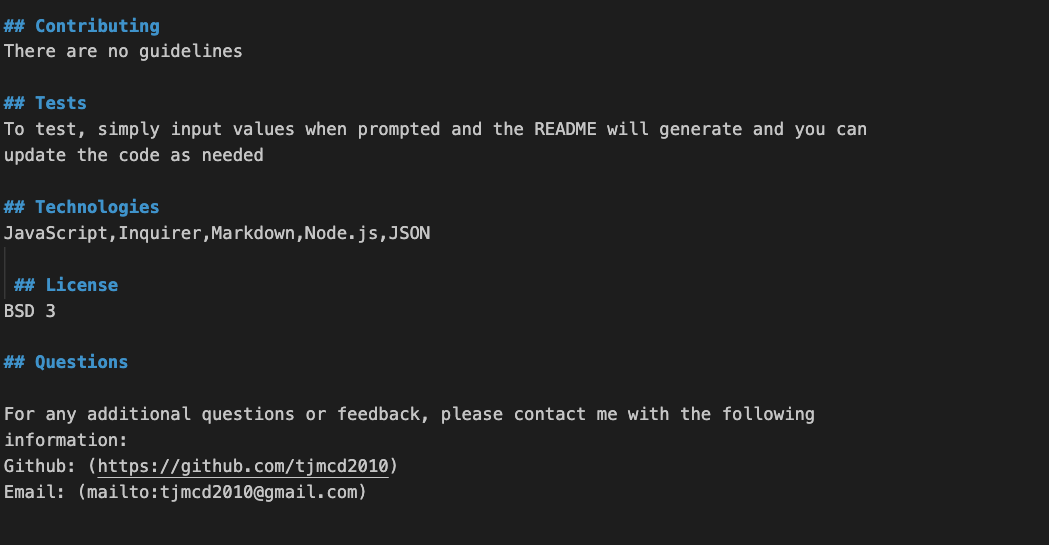 ## Contributing
There are no guidelines
## Tests
To test, simply input values when prompted and the README will generate and you can
update the code as needed
## Technologies
JavaScript,Inquirer,Markdown,Node.js,JSON
## License
BSD 3
## Questions
For any additional questions or feedback, please contact me with the following
information:
Github: (https://github.com/tjmcd2010)
Email: (mailto:tjmcd2010@gmail.com)